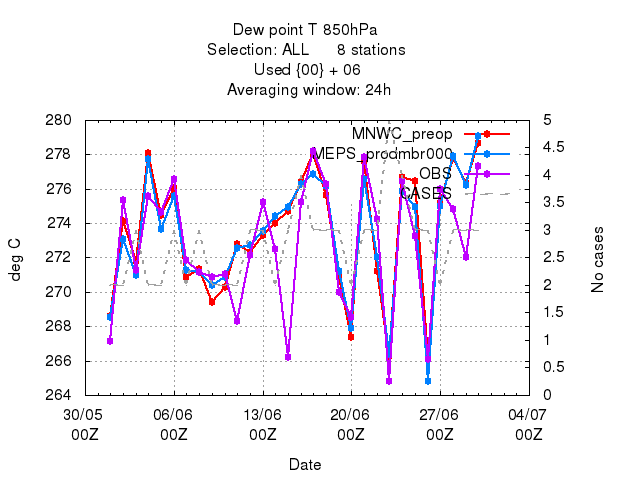 Dew point T 850hPa
Selection: ALL 8 stations
Used {00} + 06
Averaging window: 24h
MNWC_preop
MEPS_prodmbr000
OBS
CASES
280
278
276
274
272
270
268
266
264
deg C
5
4.5
4
3.5
3
2.5
2
1.5
1
0.5
0
No cases
30/05 06/06 13/06 20/06 27/06 04/07
00Z 00Z 00Z 00Z 00Z 00Z
Date